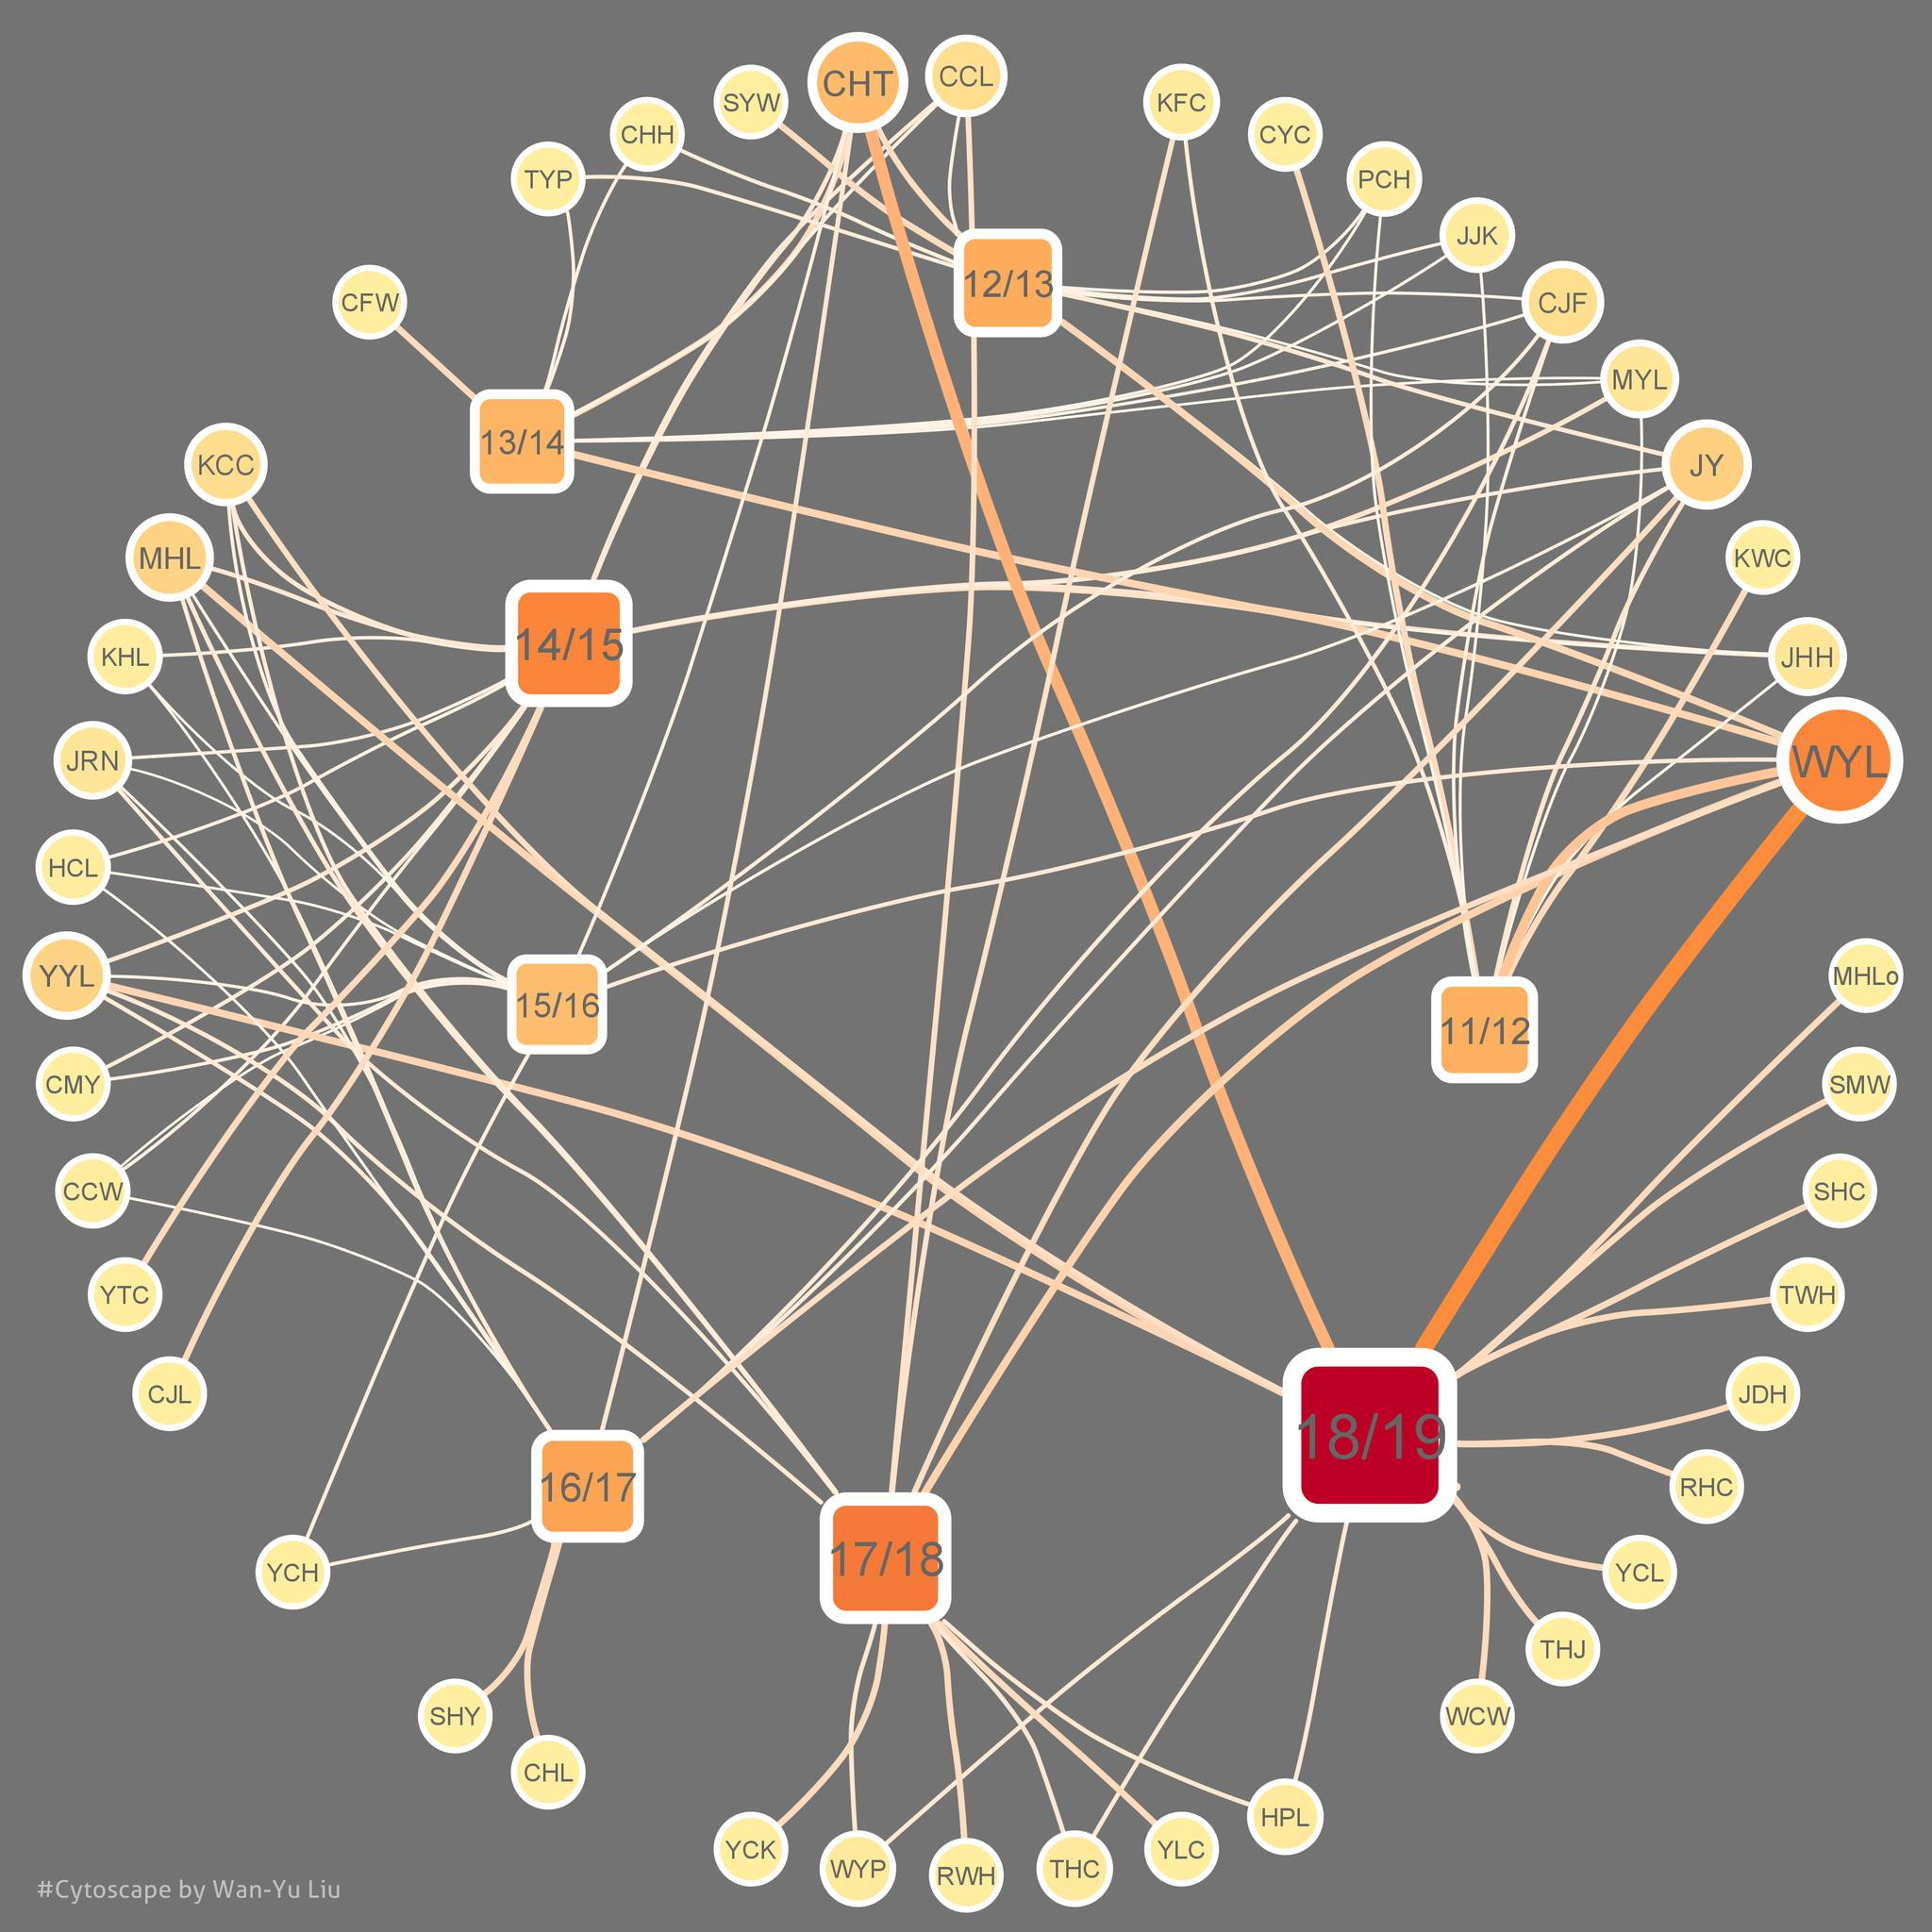 CHT
CCL
SYW
KFC
CHH
CYC
TYP
PCH
JJK
12/13
CFW
CJF
MYL
13/14
KCC
JY
MHL
KWC
14/15
KHL
JHH
JRN
WYL
HCL
YYL
15/16
MHLo
11/12
CMY
SMW
CCW
SHC
YTC
TWH
CJL
JDH
18/19
16/17
RHC
17/18
YCH
YCL
THJ
SHY
WCW
CHL
HPL
YCK
WYP
RWH
THC
YLC
#Cytoscape by Wan-Yu Liu